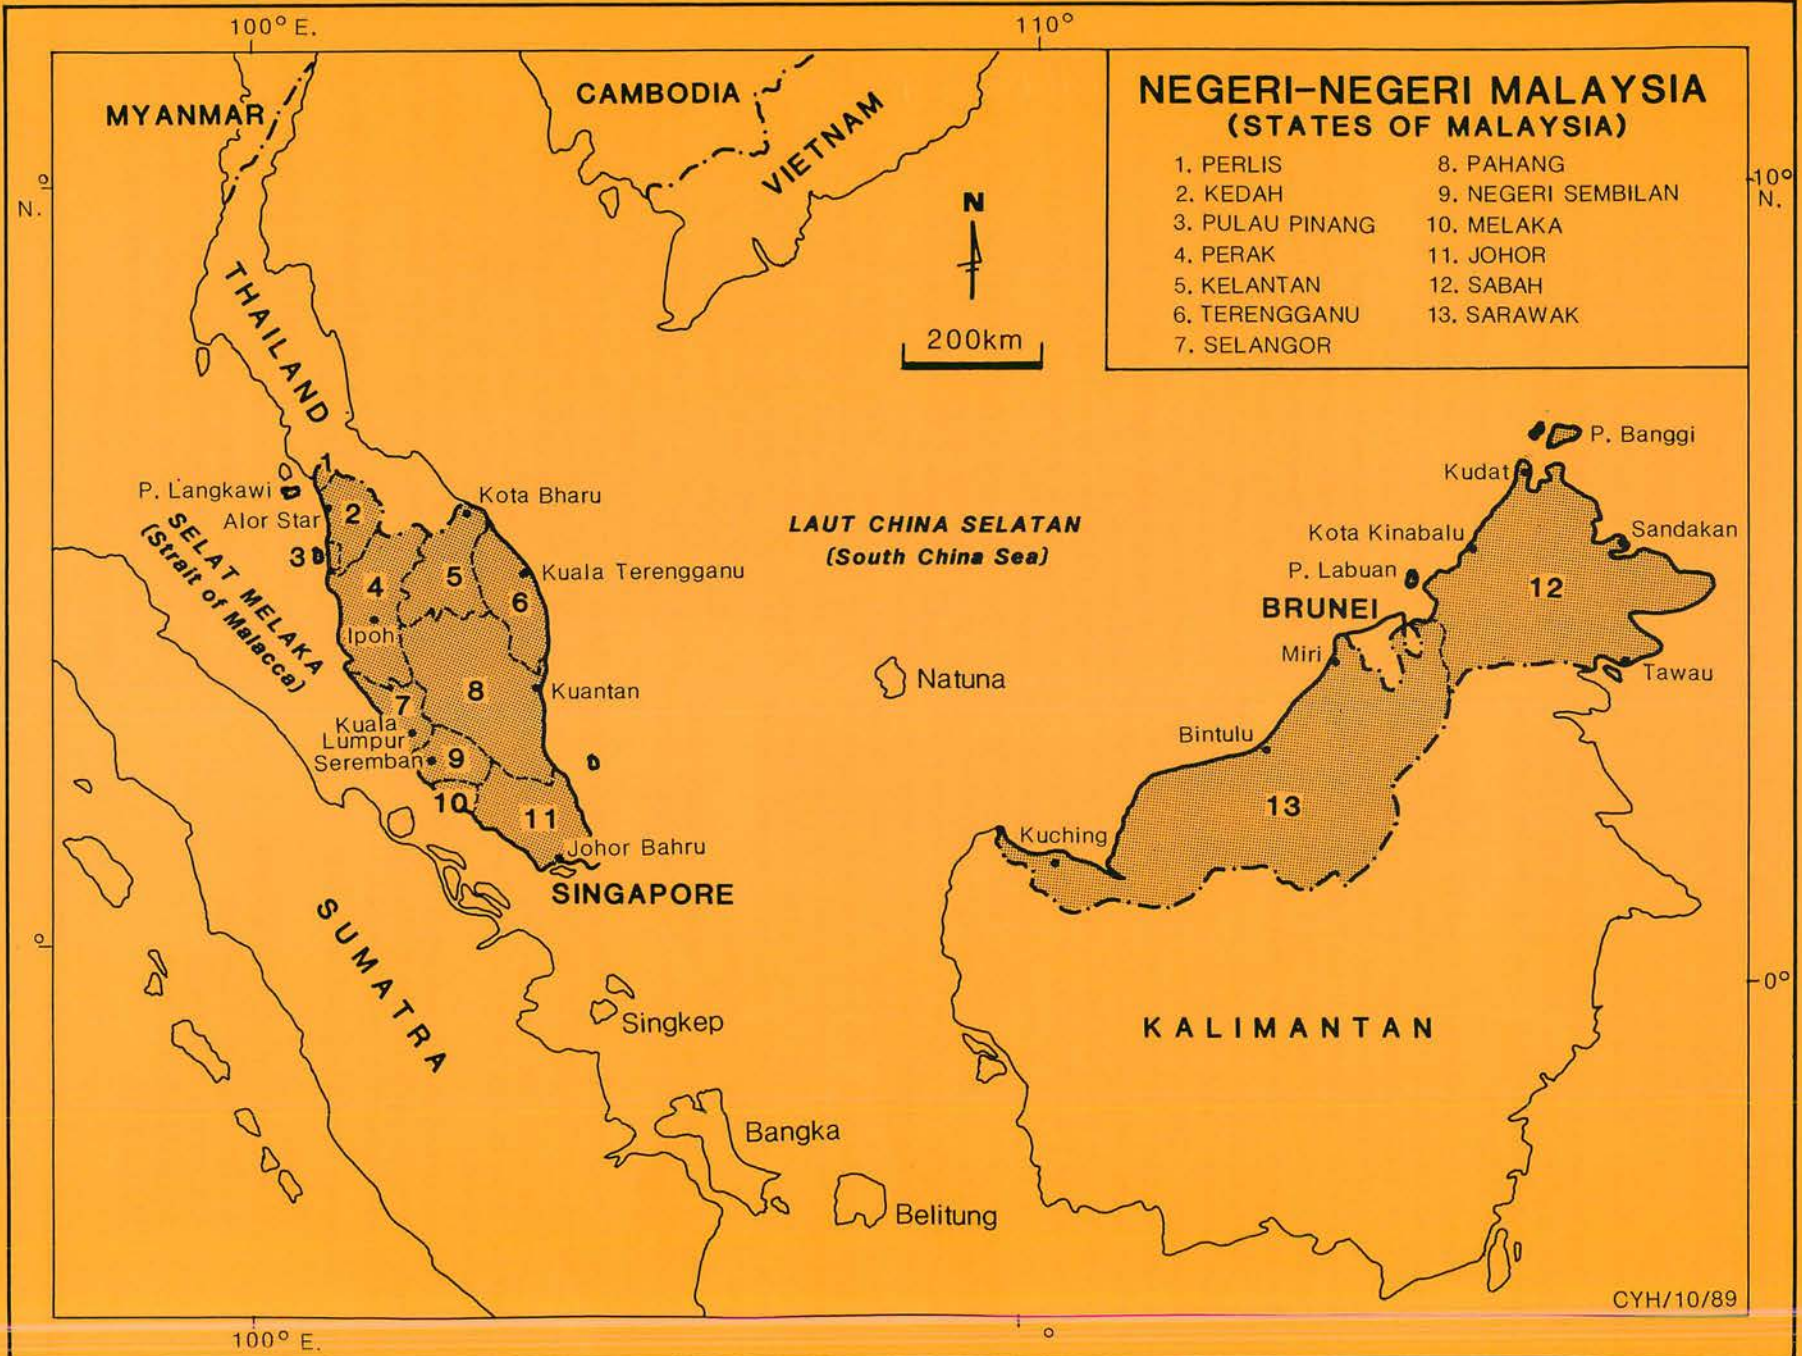 100° E.
110°
NEGERI-NEGERI MALAYSIA
(STATES OF MALAYSIA)
1. PERLIS
2. KEDAH
3. PULAU PINANG
4. PERAK
5. KELANTAN
6. TERENGGANU
7. SELANGOR
8. PAHANG
9. NEGERI SEMBILAN
10. MELAKA
11. JOHOR
12. SABAH
13. SARAWAK
MYANMAR
CAMBODIA
VIETNAM
°
N.
10°
N.
N
200km
THAILAND
P. Banggi
Kudat
1
P. Langkawi
Alor Star
2
Kota Bharu
SELAT MELAKA
(Strait of Malacca)
LAUT CHINA SELATAN
(South China Sea)
Kota Kinabalu
Sandakan
3
4
5
6
Kuala Terengganu
P. Labuan
12
BRUNEI
Ipoh
Miri
Tawau
Natuna
8
Kuantan
7
Kuala
Lumpur
Seremban
9
Bintulu
10
11
13
Johor Bahru
Kuching
SINGAPORE
SUMATRA
°
0°
Singkep
KALIMANTAN
Bangka
Belitung
CYH/10/89
100° E.
°